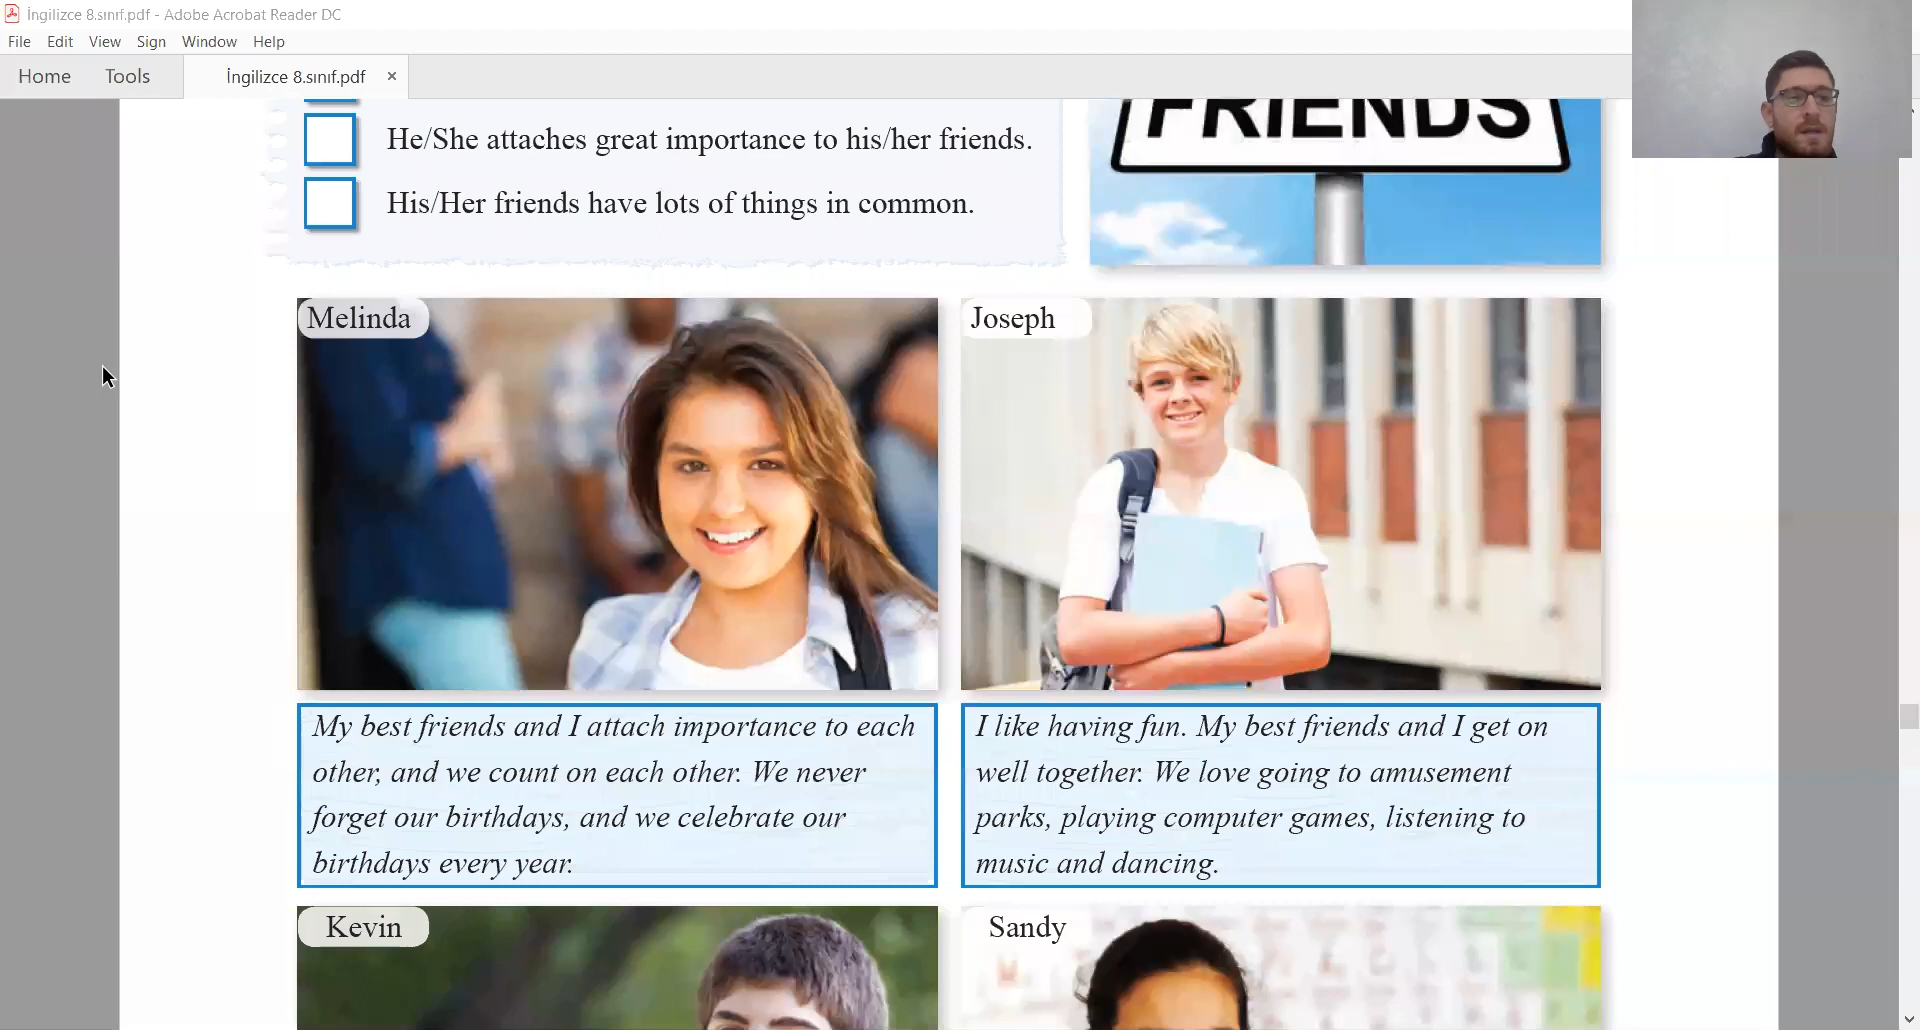 İngilizce 8.sınıf.pdf - Adobe Acrobat Reader DC
File Edit View Sign Window Help
Home Tools İngilizce 8.sınıf.pdf ×
He/She attaches great importance to his/her friends.
His/Her friends have lots of things in common.
FRIENDS
Melinda
My best friends and I attach importance to each
other, and we count on each other. We never
forget our birthdays, and we celebrate our
birthdays every year.
Joseph
I like having fun. My best friends and I get on
well together. We love going to amusement
parks, playing computer games, listening to
music and dancing.
Kevin
Sandy